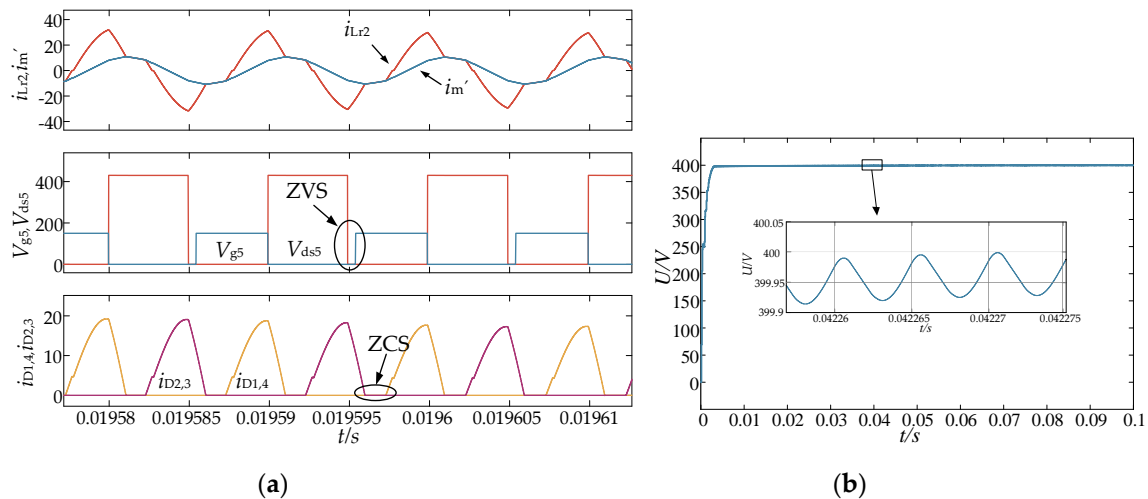 40
20
0
-20
-40
iLr2,im′
iLr2
im′
400
200
0
Vg5,Vds5
ZVS
Vg5
Vds5
20
10
0
iD1,4,iD2,3
iD2,3
iD1,4
ZCS
0.01958 0.019585 0.01959 0.019595 0.0196 0.019605 0.01961
t/s
(a)
400
350
300
250
200
150
100
50
0
U/V
400.05
400
399.95
399.9
U/V
0.04226 0.042265 0.04227 0.042275
t/s
0 0.01 0.02 0.03 0.04 0.05 0.06 0.07 0.08 0.09 0.1
t/s
(b)